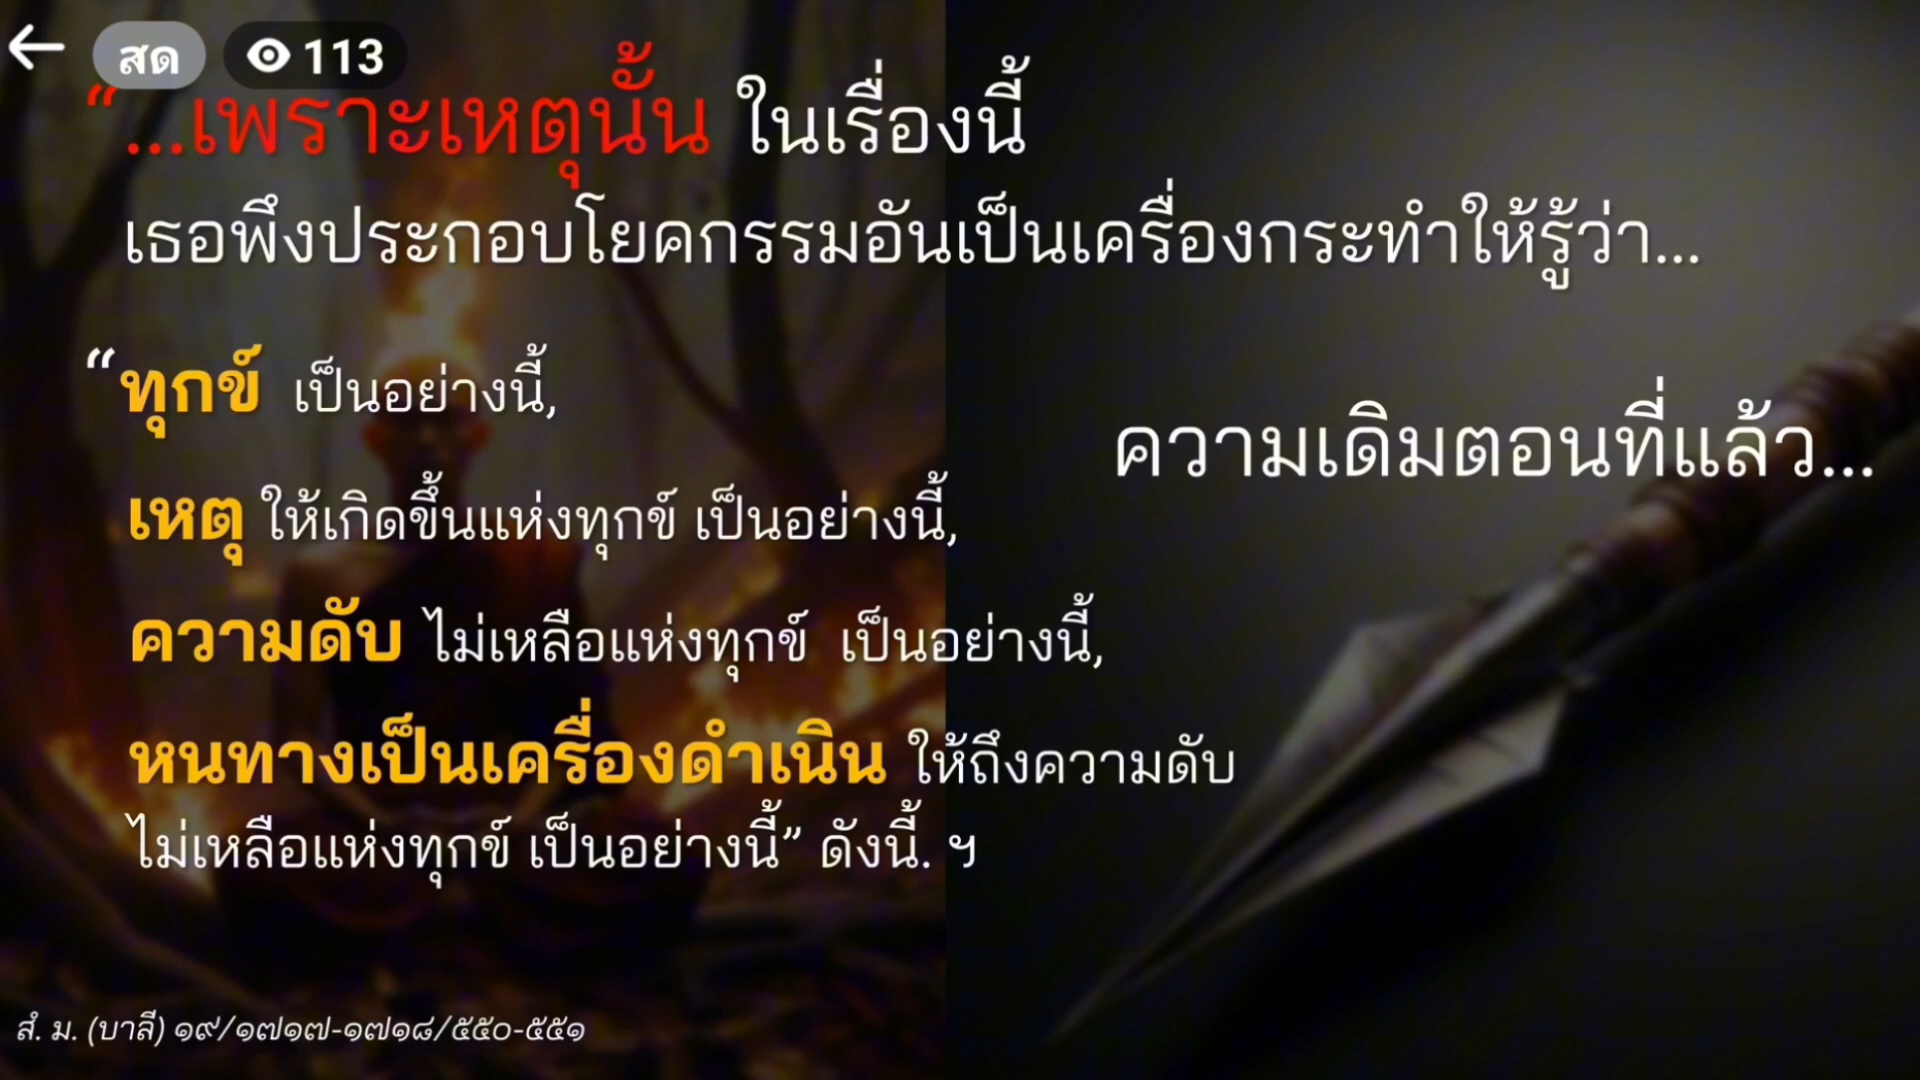 สด 113
“...เพราะเหตุนั้น ในเรื่องนี้
เธอพึงประกอบโยคกรรมอันเป็นเครื่องกระทำให้รู้ว่า...
“ทุกข์ เป็นอย่างนี้,
ความเดิมตอนที่แล้ว...
เหตุ ให้เกิดขึ้นแห่งทุกข์ เป็นอย่างนี้,
ความดับ ไม่เหลือแห่งทุกข์ เป็นอย่างนี้,
หนทางเป็นเครื่องดำเนิน ให้ถึงความดับ
ไม่เหลือแห่งทุกข์ เป็นอย่างนี้” ดังนี้. ฯ
สํ. ม. (บาลี) ๑๙/๑๗๑๗-๑๗๑๘/๕๕๐-๕๕๑